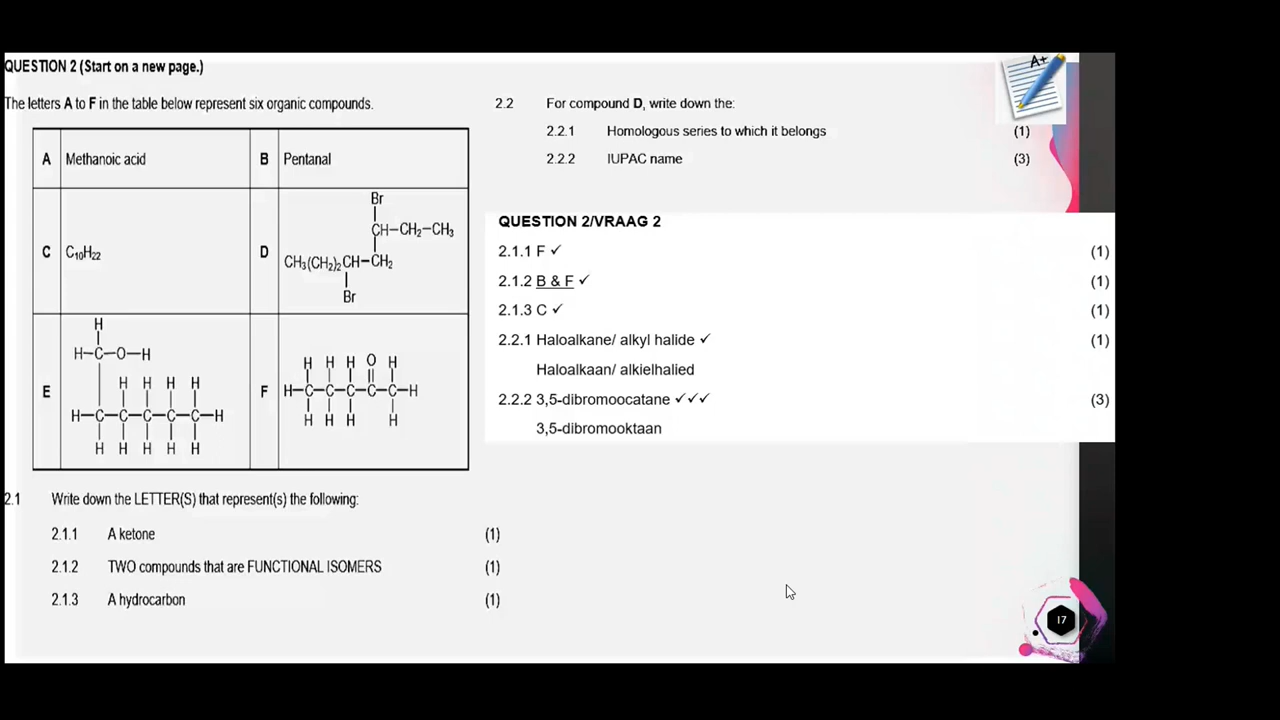 QUESTION 2 (Start on a new page.)
The letters A to F in the table below represent six organic compounds.
A Methanoic acid B Pentanal
C C₁₀H₂₂ D
Br
CH–CH₂–CH₃
CH₃(CH₂)₂CH–CH₂
Br
E
H
H–C–O–H
H H H H
H–C–C–C–C–C–H
H H H H H
F
H H H O H
H–C–C–C–C–C–H
H H H H
2.1 Write down the LETTER(S) that represent(s) the following:
2.1.1 A ketone (1)
2.1.2 TWO compounds that are FUNCTIONAL ISOMERS (1)
2.1.3 A hydrocarbon (1)
2.2 For compound D, write down the:
2.2.1 Homologous series to which it belongs (1)
2.2.2 IUPAC name (3)
QUESTION 2/VRAAG 2
2.1.1 F ✓ (1)
2.1.2 B & F ✓ (1)
2.1.3 C ✓ (1)
2.2.1 Haloalkane/ alkyl halide ✓ (1)
Haloalkaan/ alkielhalied
2.2.2 3,5-dibromoocatane ✓✓✓ (3)
3,5-dibromooktaan
A+
17